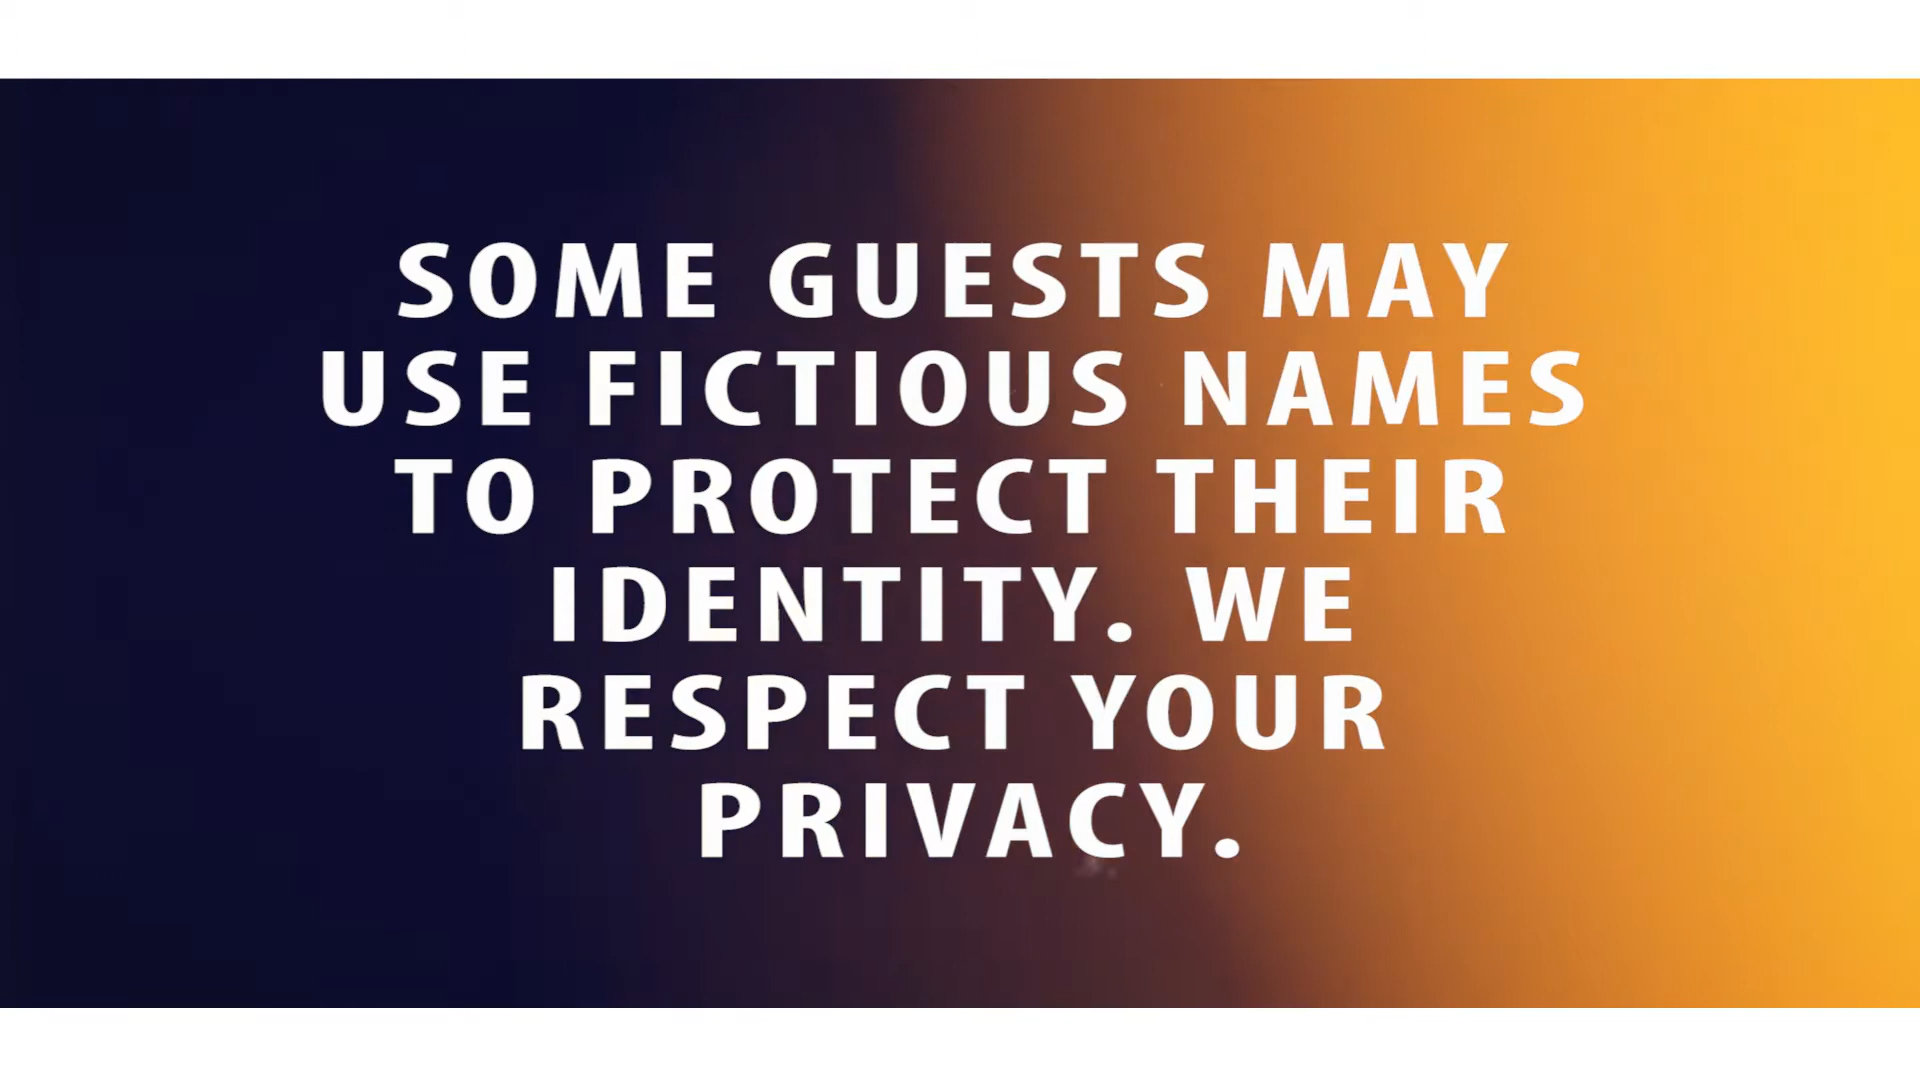 SOME GUESTS MAY
USE FICTIOUS NAMES
TO PROTECT THEIR
IDENTITY. WE
RESPECT YOUR
PRIVACY.